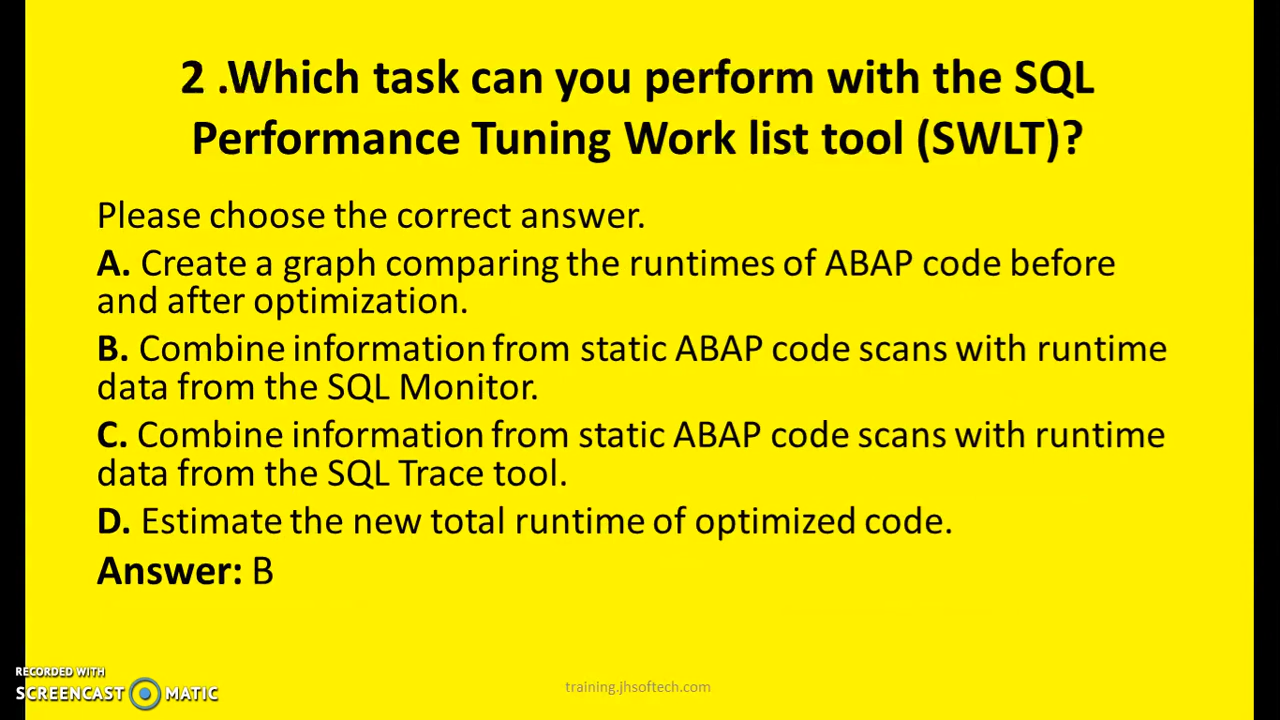 2 .Which task can you perform with the SQL
Performance Tuning Work list tool (SWLT)?
Please choose the correct answer.
A. Create a graph comparing the runtimes of ABAP code before
and after optimization.
B. Combine information from static ABAP code scans with runtime
data from the SQL Monitor.
C. Combine information from static ABAP code scans with runtime
data from the SQL Trace tool.
D. Estimate the new total runtime of optimized code.
Answer: B
RECORDED WITH
SCREENCAST MATIC
training.jhsoftech.com